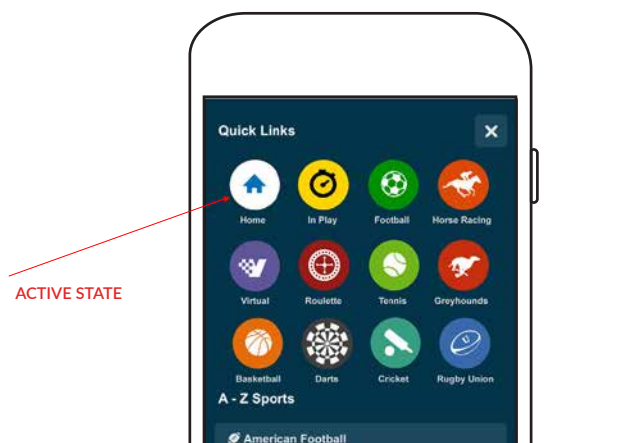 Quick Links
Home In Play Football Horse Racing
Virtual Roulette Tennis Greyhounds
ACTIVE STATE
Basketball Darts Cricket Rugby Union
A - Z Sports
American Football